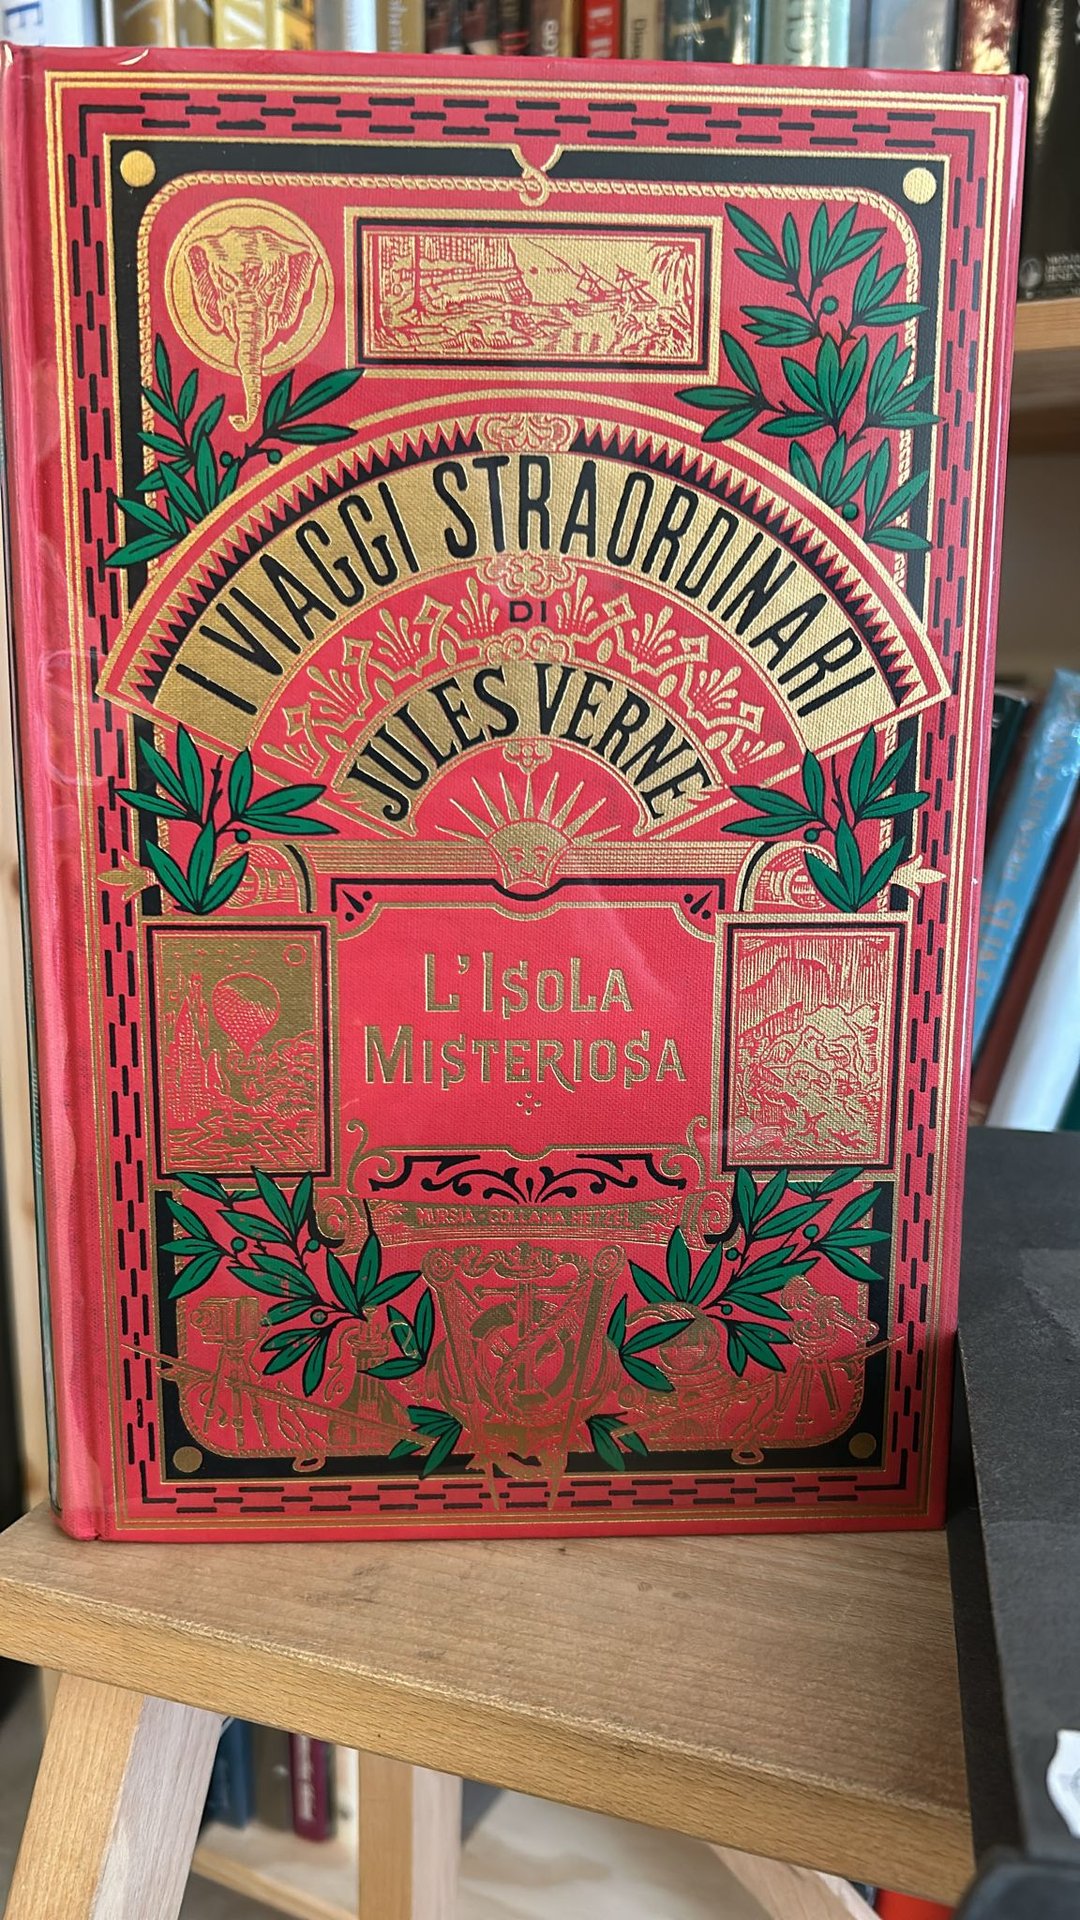 I VIAGGI STRAORDINARI
DI
JULES VERNE
L'ISOLA
MISTERIOSA
MURSIA - COLLANA HETZEL